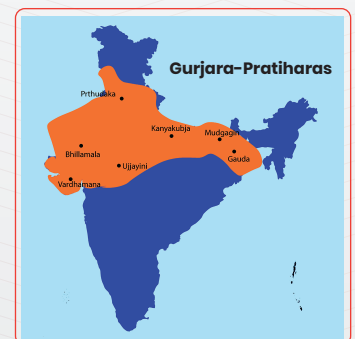 Gurjara-Pratiharas
Prthudaka
Kanyakubja
Mudgagiri
Bhillamala
Gauda
Ujjayini
Vardhamana